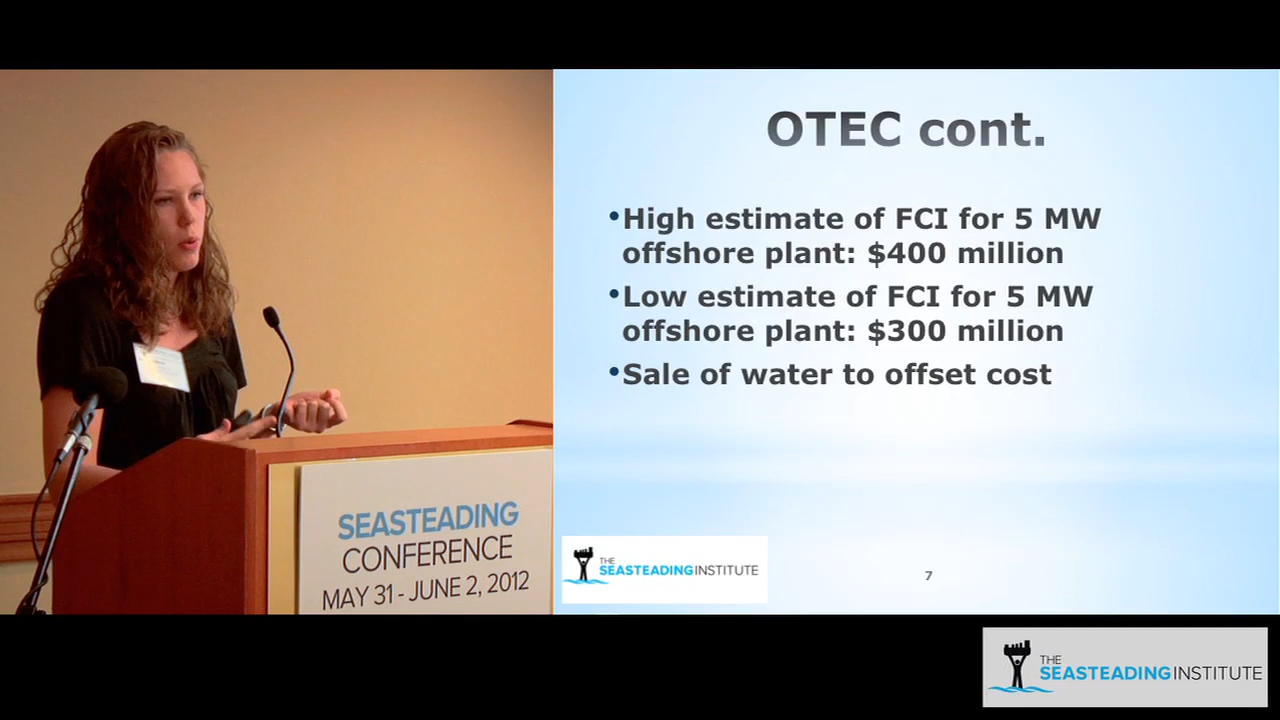 OTEC cont.
•High estimate of FCI for 5 MW
offshore plant: $400 million
•Low estimate of FCI for 5 MW
offshore plant: $300 million
•Sale of water to offset cost
SEASTEADING
CONFERENCE
MAY 31 - JUNE 2, 2012
THE
SEASTEADINGINSTITUTE
7
THE
SEASTEADINGINSTITUTE